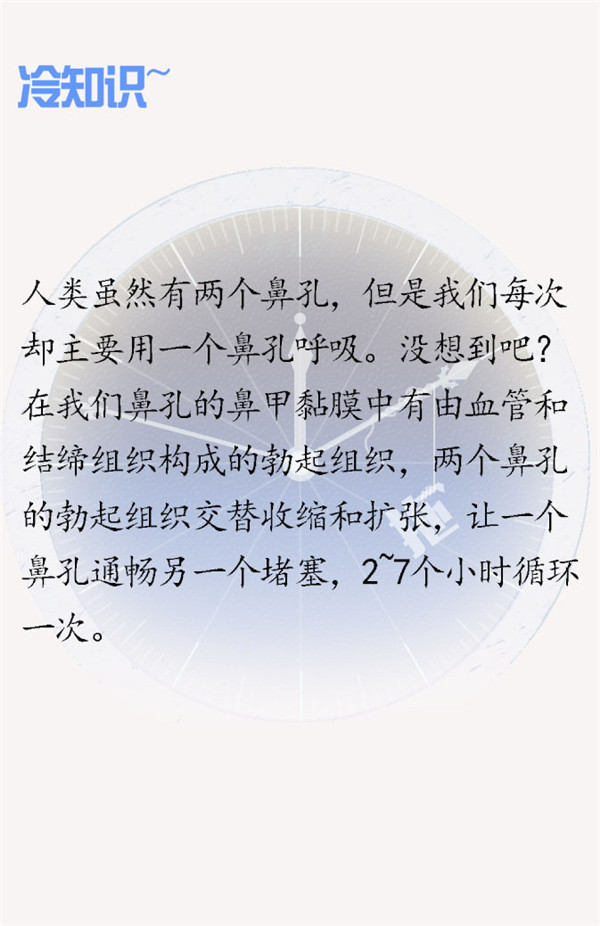 冷知识~
人类虽然有两个鼻孔，但是我们每次
却主要用一个鼻孔呼吸。没想到吧？
在我们鼻孔的鼻甲黏膜中有由血管和
结缔组织构成的勃起组织，两个鼻孔
的勃起组织交替收缩和扩张，让一个
鼻孔通畅另一个堵塞，2~7个小时循环
一次。